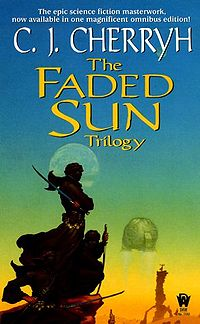 The epic science fiction masterwork,
now available in one magnificent omnibus edition!
C. J. CHERRYH
The
FADED
SUN
Trilogy